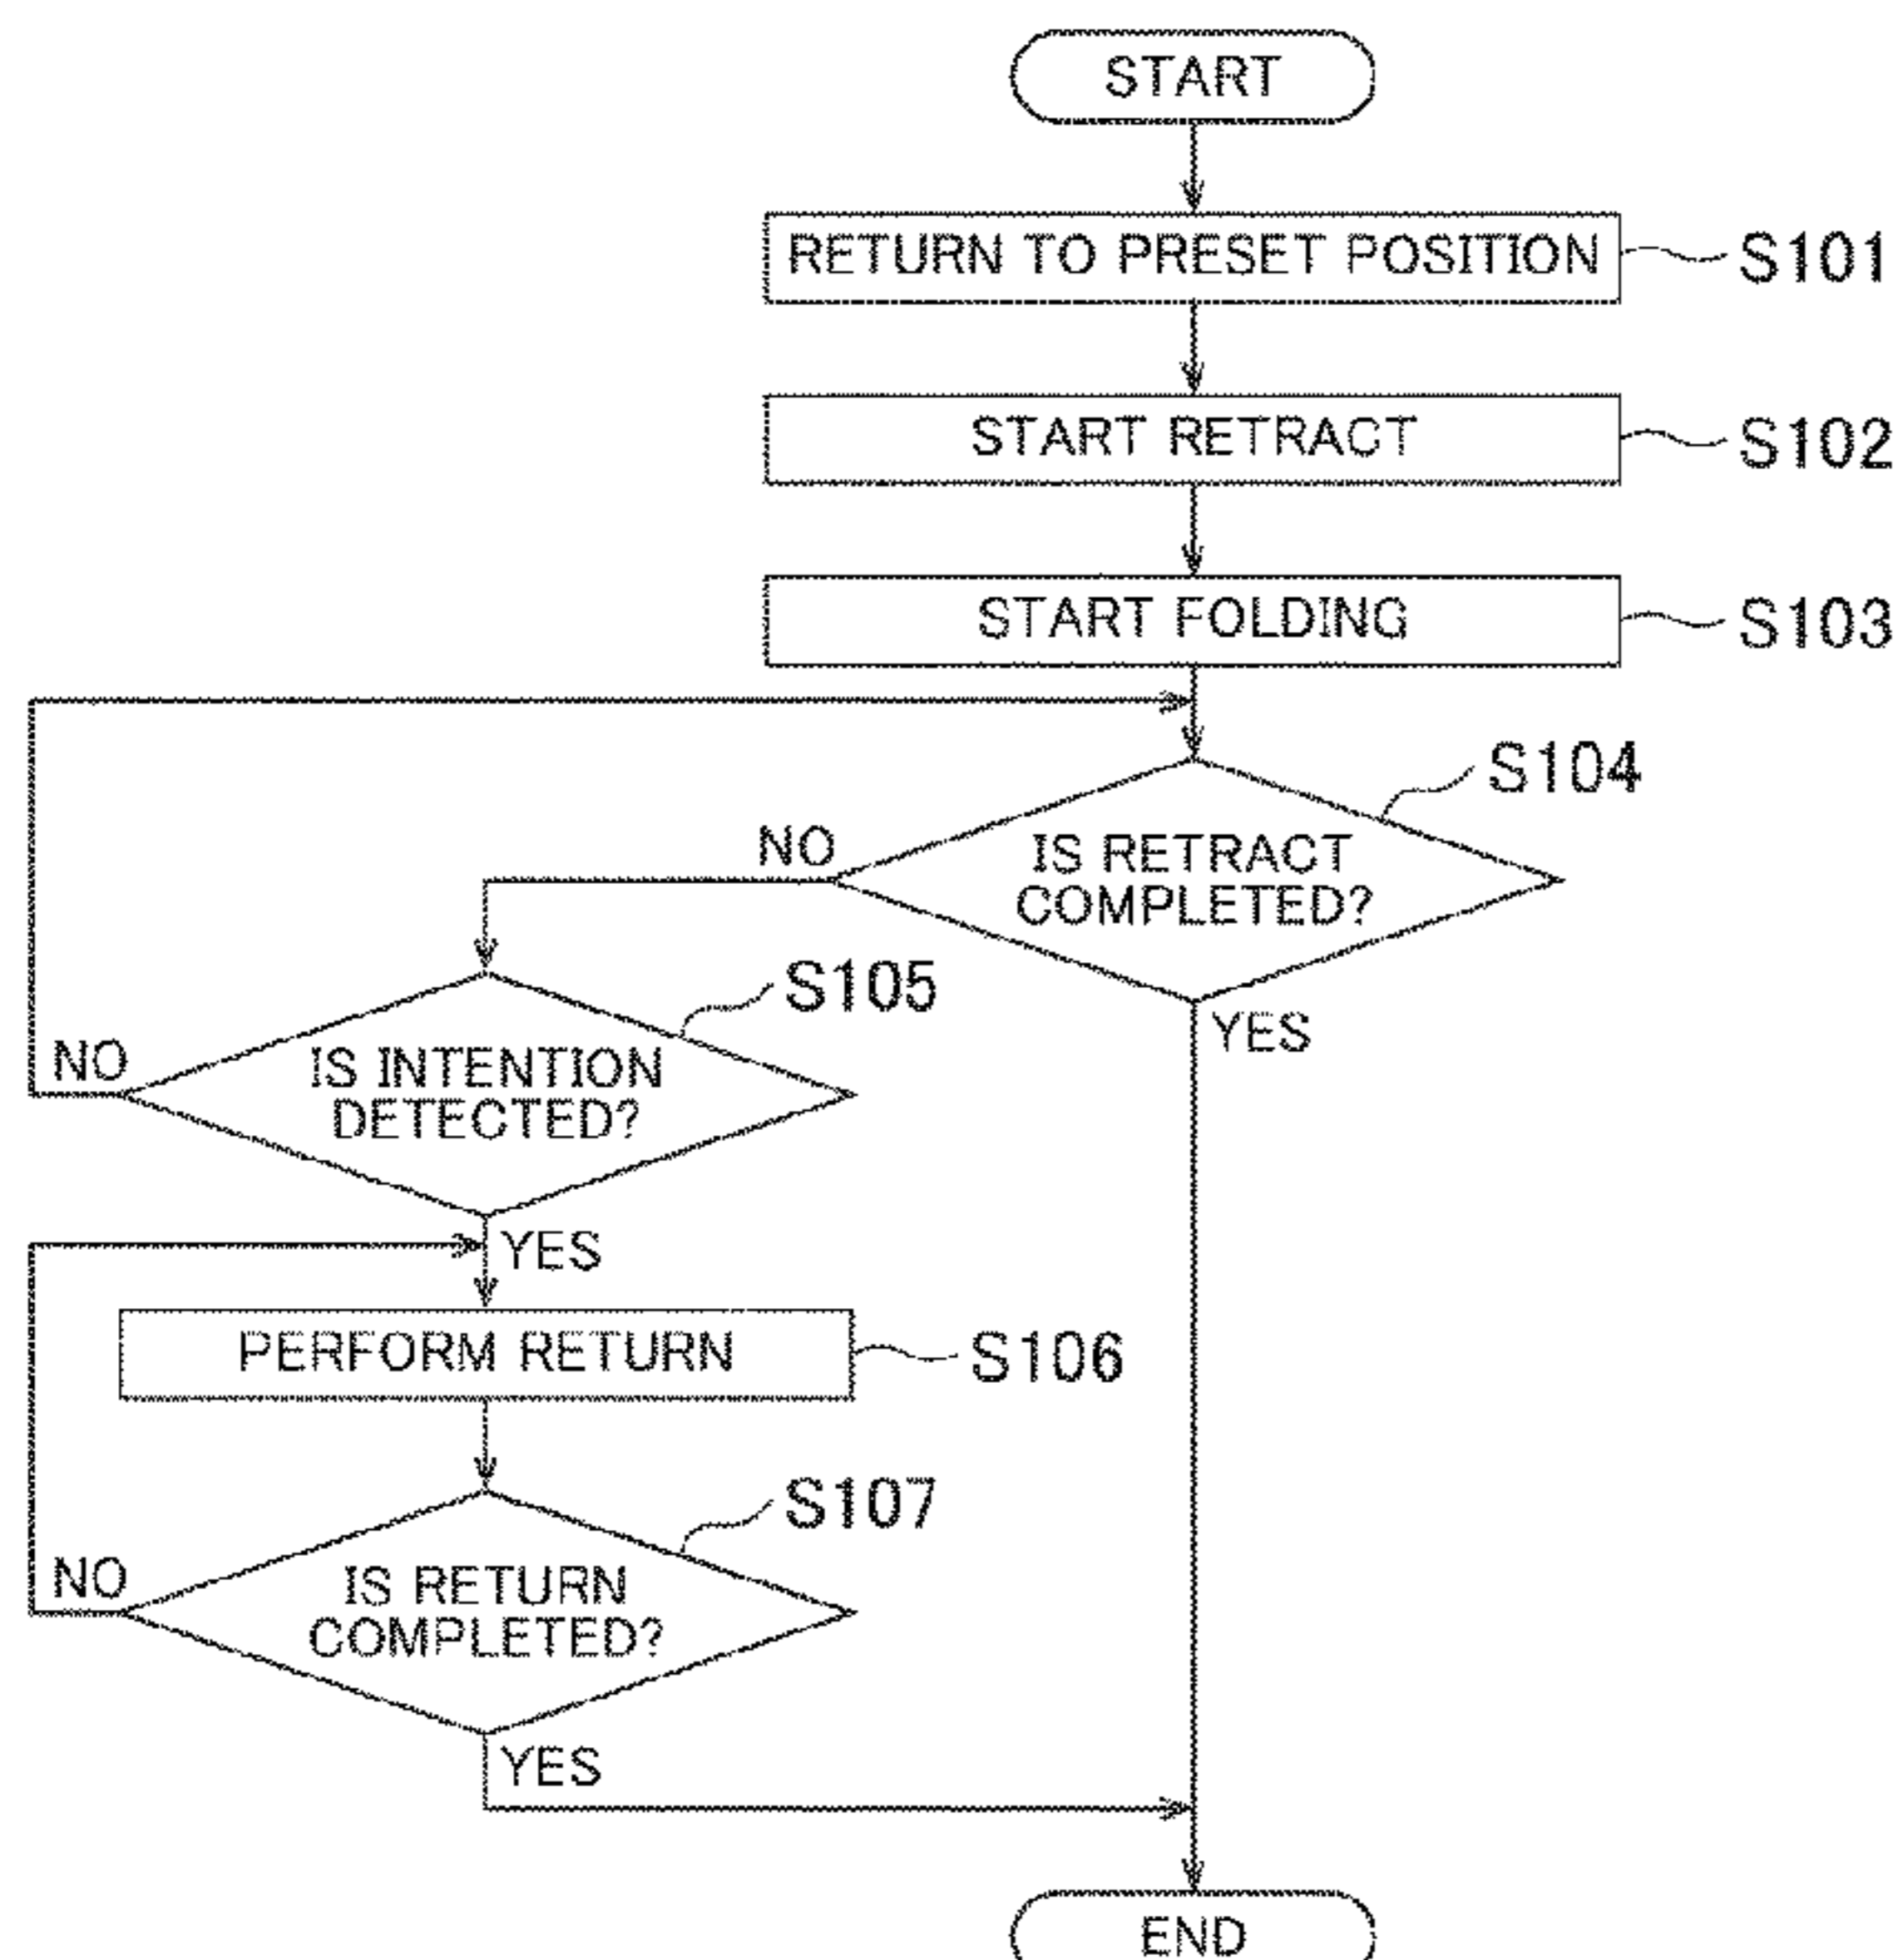 START
RETURN TO PRESET POSITION
S101
START RETRACT
S102
START FOLDING
S103
S104
NO
IS RETRACT
COMPLETED?
YES
S105
NO
IS INTENTION
DETECTED?
YES
PERFORM RETURN
S106
S107
NO
IS RETURN
COMPLETED?
YES
END